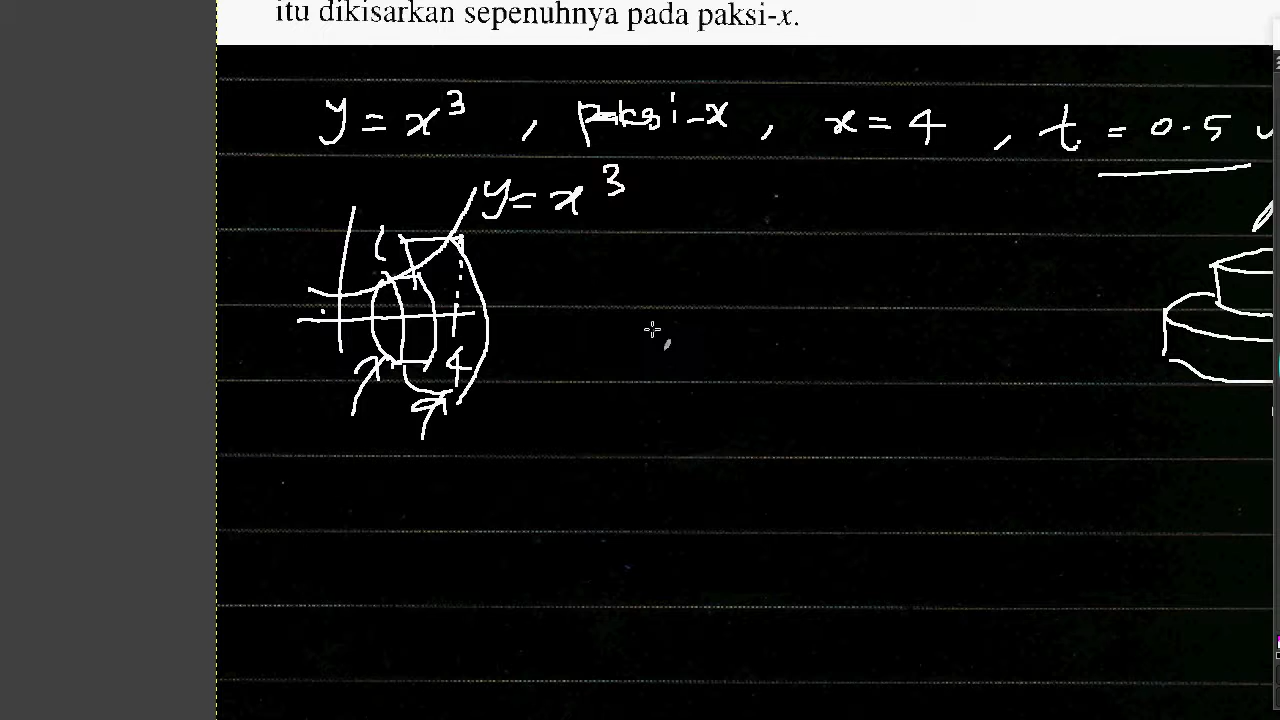 itu dikisarkan sepenuhnya pada paksi-x.
y = x³ , paksi-x , x = 4 , t = 0.5
y = x³
4